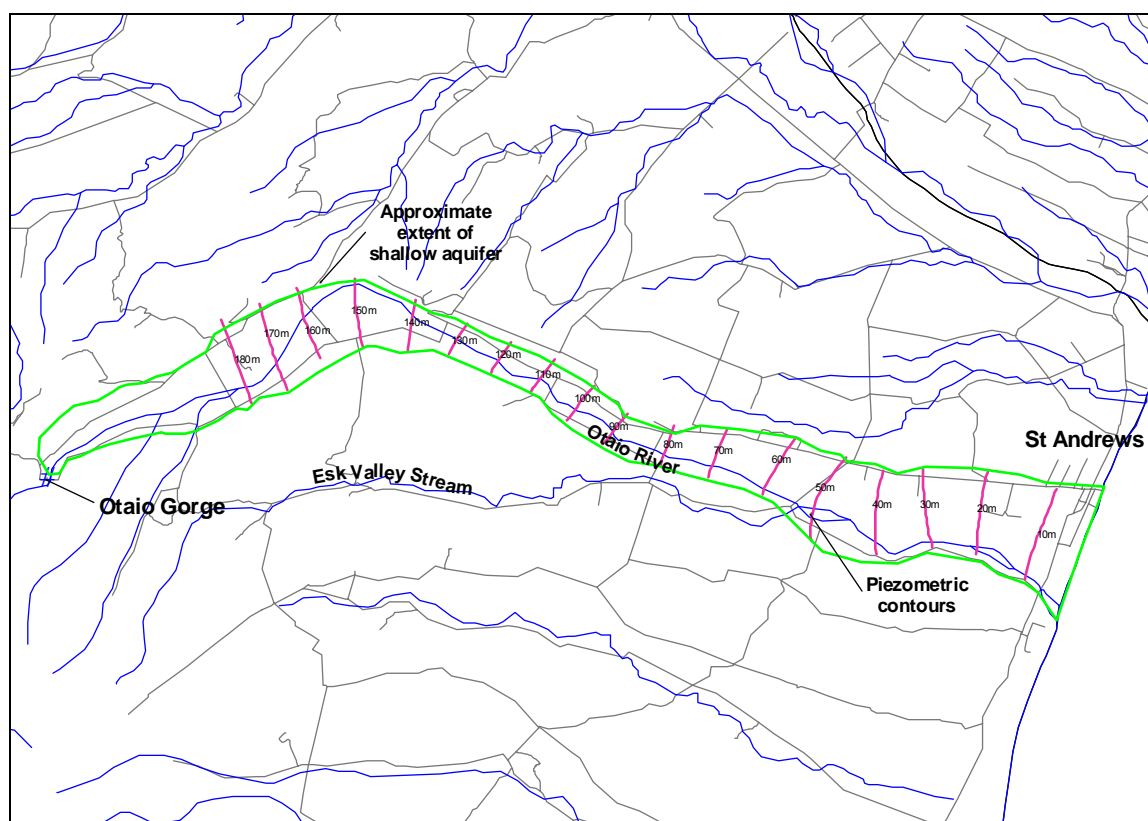 Approximate
extent of
shallow aquifer
150m
140m
160m
170m
130m
180m
120m
110m
100m
90m
Otaio River
80m
70m
60m
St Andrews
Esk Valley Stream
50m
40m
30m
20m
10m
Otaio Gorge
Piezometric
contours